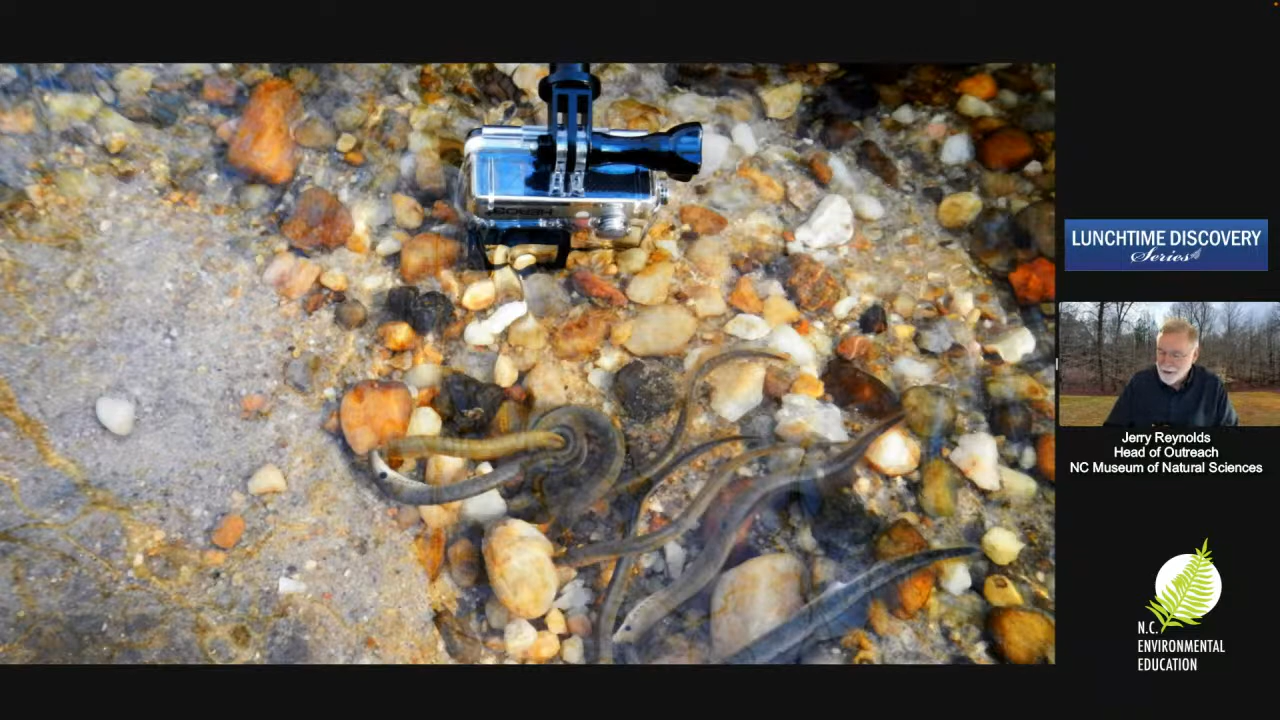 LUNCHTIME DISCOVERY
Series
Jerry Reynolds
Head of Outreach
NC Museum of Natural Sciences
N.C.
ENVIRONMENTAL
EDUCATION